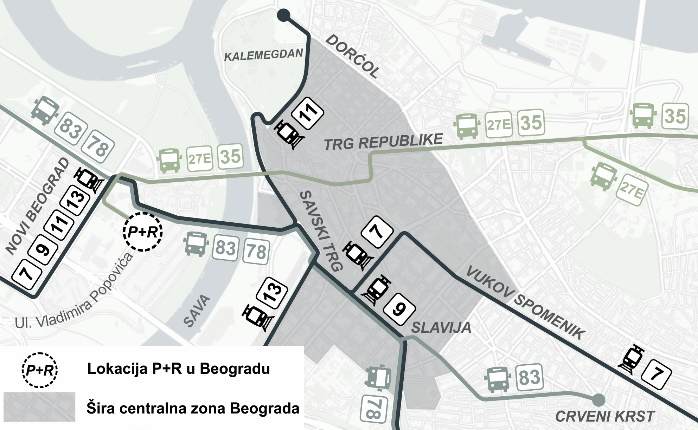 KALEMEGDAN
DORĆOL
11
83 78
27E 35
TRG REPUBLIKE
27E 35
35
27E
NOVI BEOGRAD
7 9 11 13
P+R
83 78
SAVSKI TRG
7
13
9
SLAVIJA
VUKOV SPOMENIK
Ul. Vladimira Popovića
SAVA
7
78
83
CRVENI KRST
P+R Lokacija P+R u Beogradu
Šira centralna zona Beograda